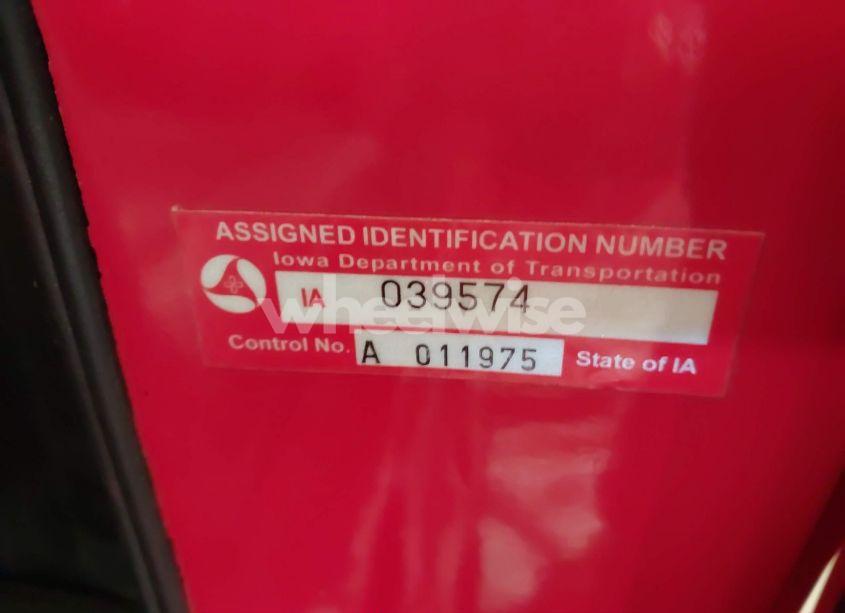 ASSIGNED IDENTIFICATION NUMBER
Iowa Department of Transportation
IA 039574
wheelwise
Control No. A 011975 State of IA